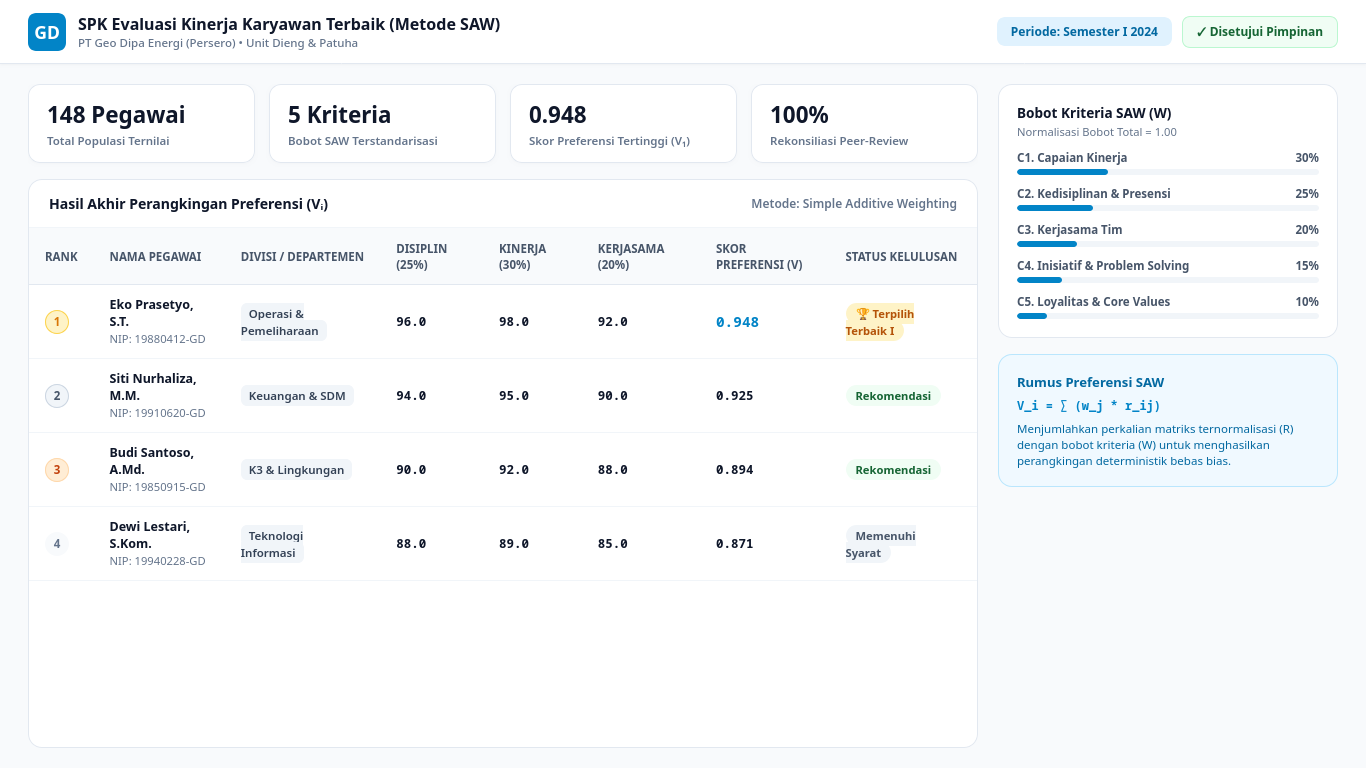 GD
SPK Evaluasi Kinerja Karyawan Terbaik (Metode SAW)
PT Geo Dipa Energi (Persero) • Unit Dieng & Patuha
Periode: Semester I 2024
✓ Disetujui Pimpinan
148 Pegawai
Total Populasi Ternilai
5 Kriteria
Bobot SAW Terstandarisasi
0.948
Skor Preferensi Tertinggi (V₁)
100%
Rekonsiliasi Peer-Review
Hasil Akhir Perangkingan Preferensi (Vᵢ)
Metode: Simple Additive Weighting
RANK
NAMA PEGAWAI
DIVISI / DEPARTEMEN
DISIPLIN
(25%)
KINERJA
(30%)
KERJASAMA
(20%)
SKOR
PREFERENSI (V)
STATUS KELULUSAN
1
Eko Prasetyo,
S.T.
NIP: 19880412-GD
Operasi &
Pemeliharaan
96.0
98.0
92.0
0.948
🏆 Terpilih
Terbaik I
2
Siti Nurhaliza,
M.M.
NIP: 19910620-GD
Keuangan & SDM
94.0
95.0
90.0
0.925
Rekomendasi
3
Budi Santoso,
A.Md.
NIP: 19850915-GD
K3 & Lingkungan
90.0
92.0
88.0
0.894
Rekomendasi
4
Dewi Lestari,
S.Kom.
NIP: 19940228-GD
Teknologi
Informasi
88.0
89.0
85.0
0.871
Memenuhi
Syarat
Bobot Kriteria SAW (W)
Normalisasi Bobot Total = 1.00
C1. Capaian Kinerja 30%
C2. Kedisiplinan & Presensi 25%
C3. Kerjasama Tim 20%
C4. Inisiatif & Problem Solving 15%
C5. Loyalitas & Core Values 10%
Rumus Preferensi SAW
V_i = ∑ (w_j * r_ij)
Menjumlahkan perkalian matriks ternormalisasi (R)
dengan bobot kriteria (W) untuk menghasilkan
perangkingan deterministik bebas bias.